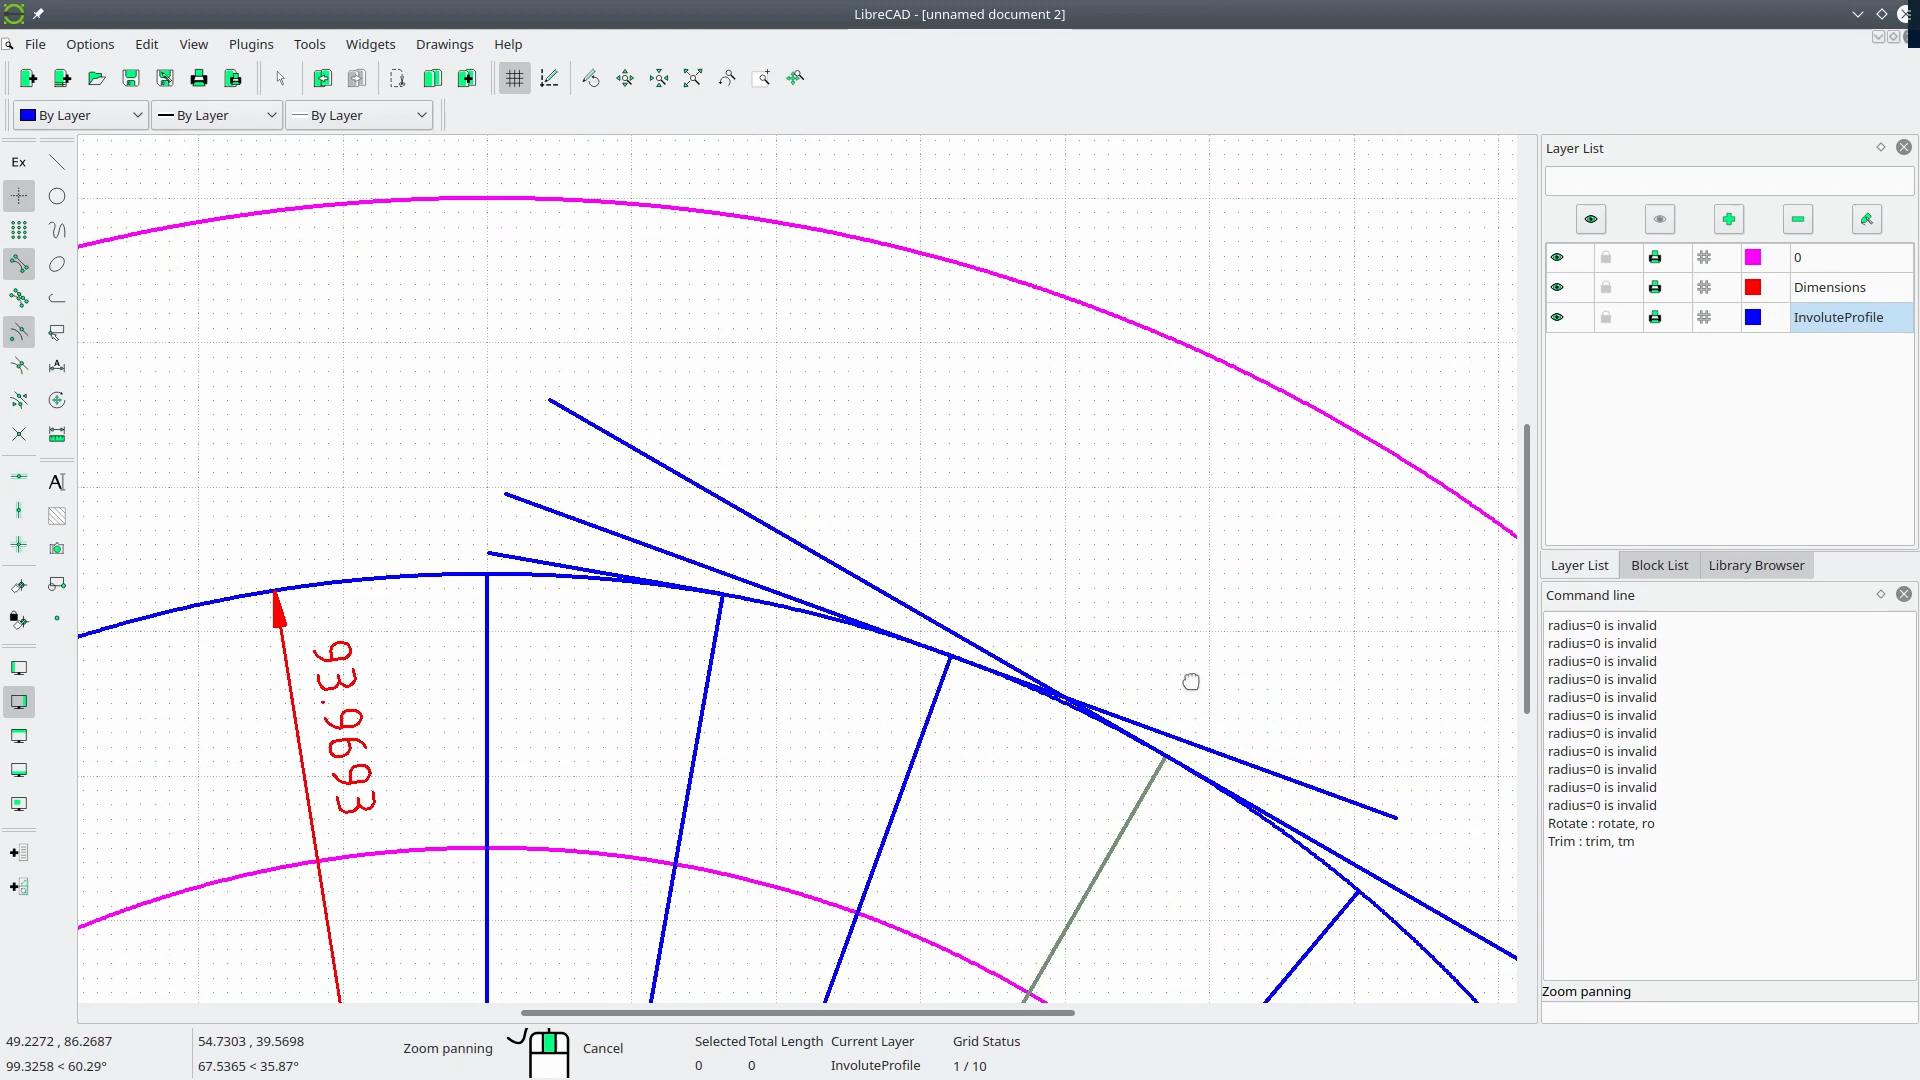 LibreCAD - [unnamed document 2]
File Options Edit View Plugins Tools Widgets Drawings Help
By Layer By Layer By Layer
Layer List
Ex
0
Dimensions
InvoluteProfile
A
93.9693
Layer List Block List Library Browser
Command line
radius=0 is invalid
radius=0 is invalid
radius=0 is invalid
radius=0 is invalid
radius=0 is invalid
radius=0 is invalid
radius=0 is invalid
radius=0 is invalid
radius=0 is invalid
radius=0 is invalid
radius=0 is invalid
Rotate : rotate, ro
Trim : trim, tm
Zoom panning
49.2272 , 86.2687 54.7303 , 39.5698 Zoom panning Cancel Selected Total Length Current Layer Grid Status
99.3258 < 60.29° 67.5365 < 35.87° 0 0 InvoluteProfile 1 / 10